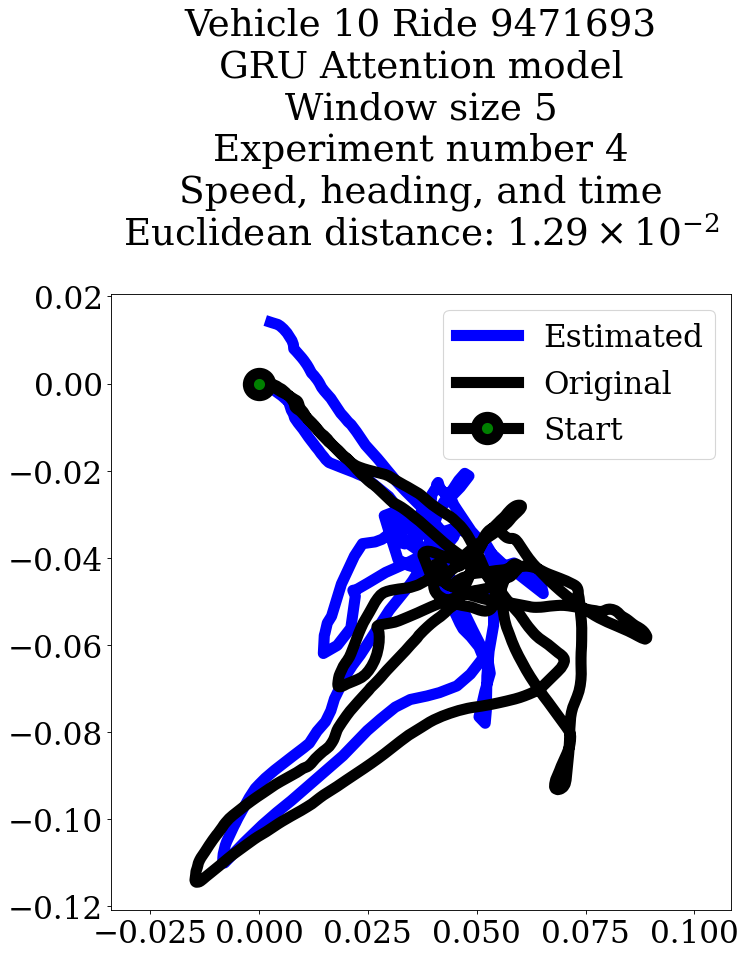 Vehicle 10 Ride 9471693
GRU Attention model
Window size 5
Experiment number 4
Speed, heading, and time
Euclidean distance: 1.29 × 10⁻²
Estimated
Original
Start
0.02
0.00
−0.02
−0.04
−0.06
−0.08
−0.10
−0.12
−0.025 0.000 0.025 0.050 0.075 0.100